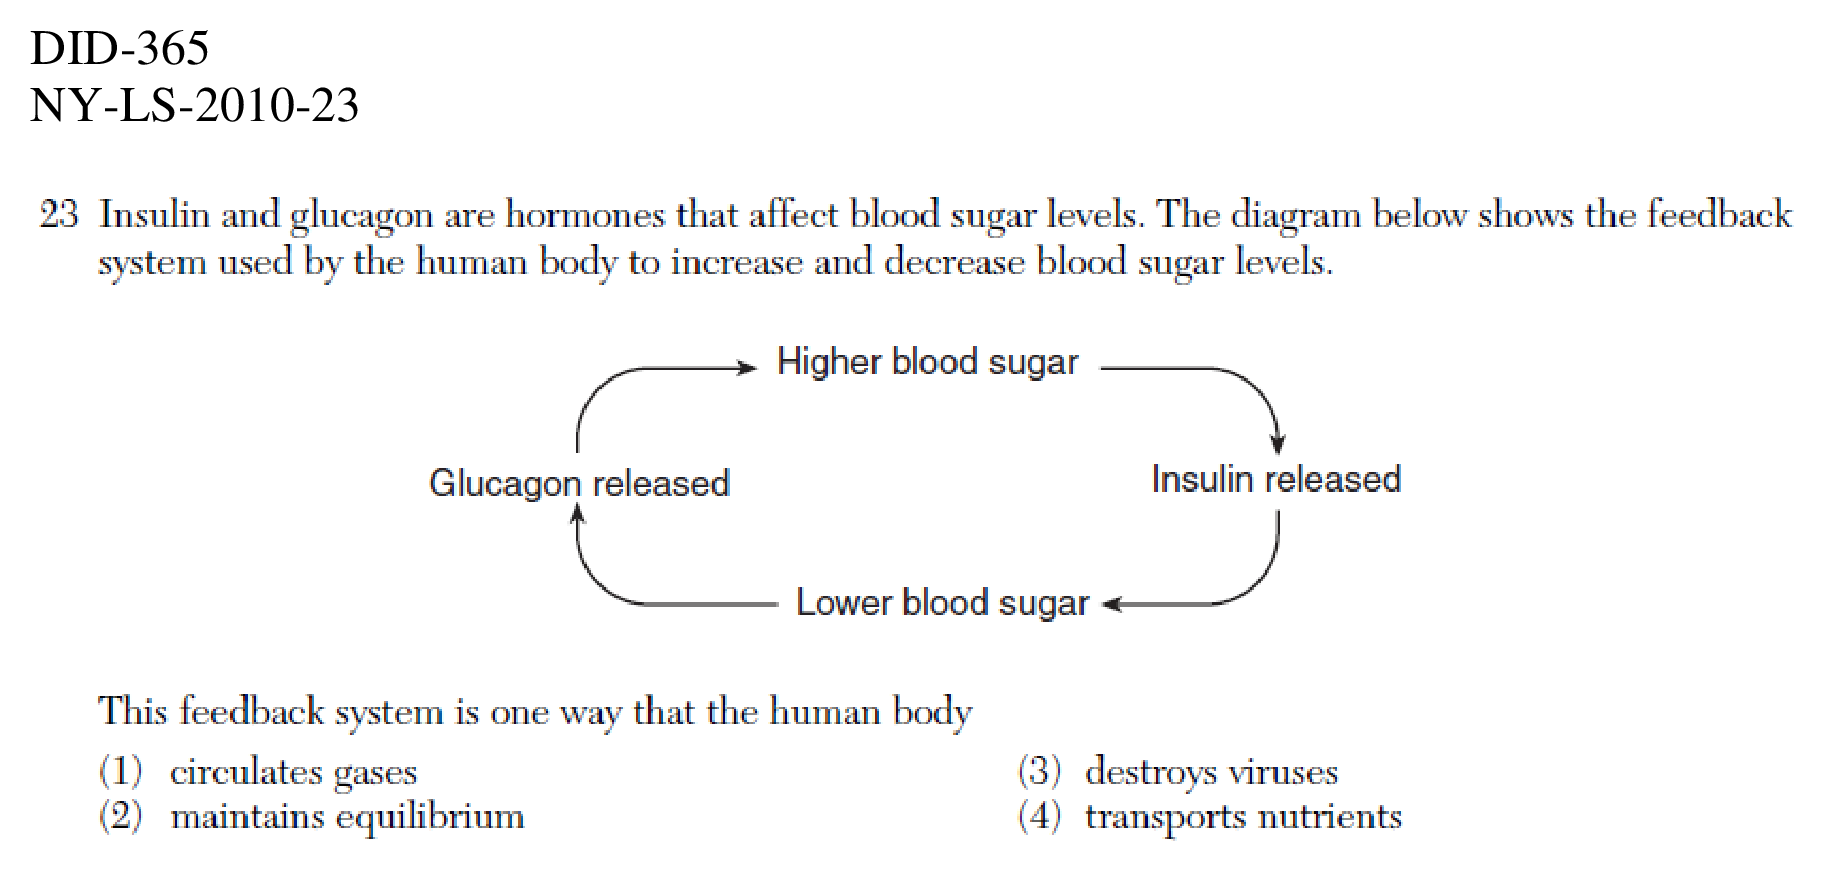 DID-365
NY-LS-2010-23
23 Insulin and glucagon are hormones that affect blood sugar levels. The diagram below shows the feedback
system used by the human body to increase and decrease blood sugar levels.
Higher blood sugar
Glucagon released
Insulin released
Lower blood sugar
This feedback system is one way that the human body
(1) circulates gases
(2) maintains equilibrium
(3) destroys viruses
(4) transports nutrients